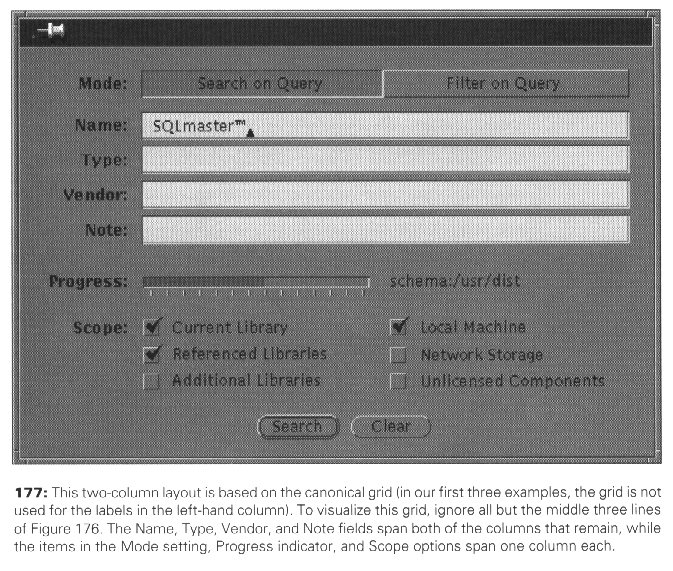 Mode: Search on Query Filter on Query
Name: SQLmaster™
Type:
Vendor:
Note:
Progress: schema:/usr/dist
Scope: Current Library Local Machine
Referenced Libraries Network Storage
Additional Libraries Unlicensed Components
Search Clear
177: This two-column layout is based on the canonical grid (in our first three examples, the grid is not
used for the labels in the left-hand column). To visualize this grid, ignore all but the middle three lines
of Figure 176. The Name, Type, Vendor, and Note fields span both of the columns that remain, while
the items in the Mode setting, Progress indicator, and Scope options span one column each.